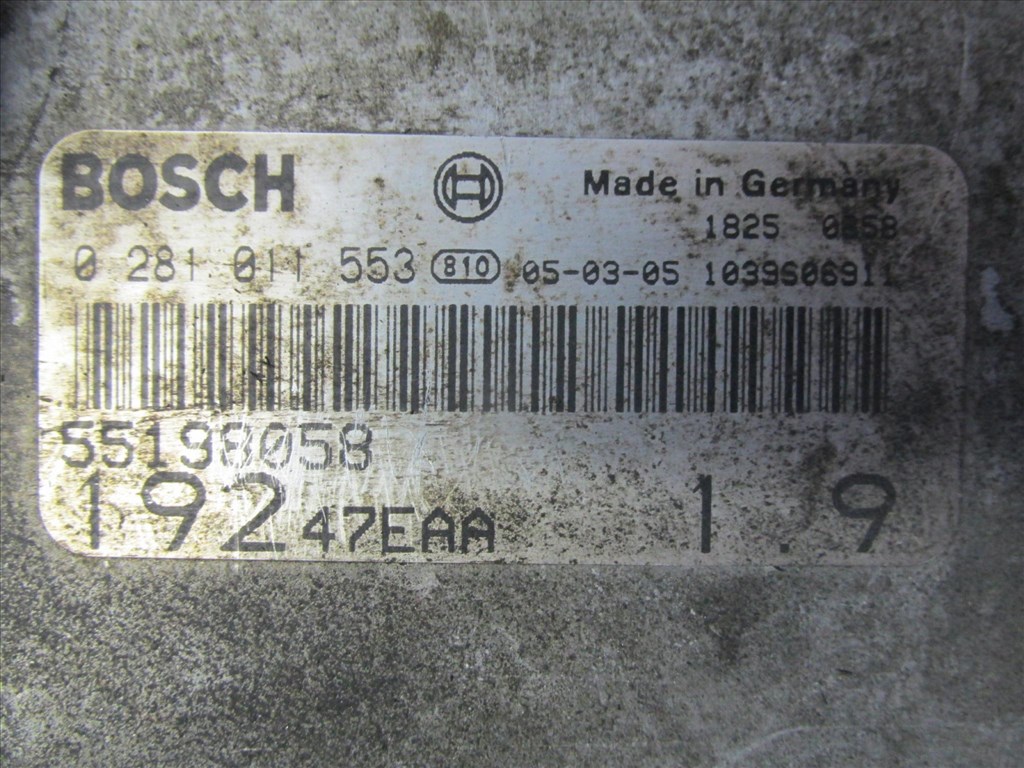 BOSCH Made in Germany
1825
0 281 011 553 810 05-03-05 1039S06911
55198058
192 47EAA 1.9